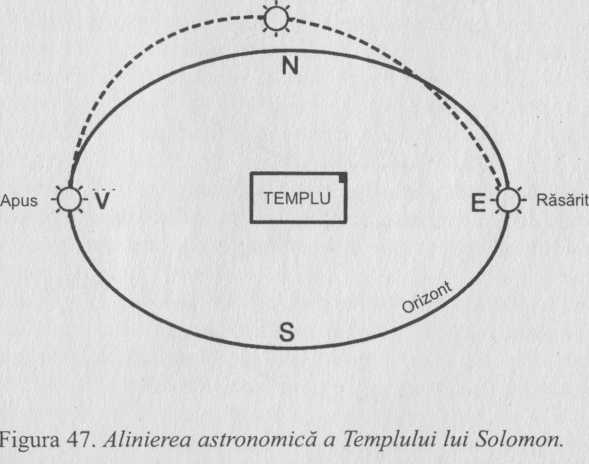 N
Apus
V
TEMPLU
E
Răsărit
Orizont
S
Figura 47. Alinierea astronomică a Templului lui Solomon.